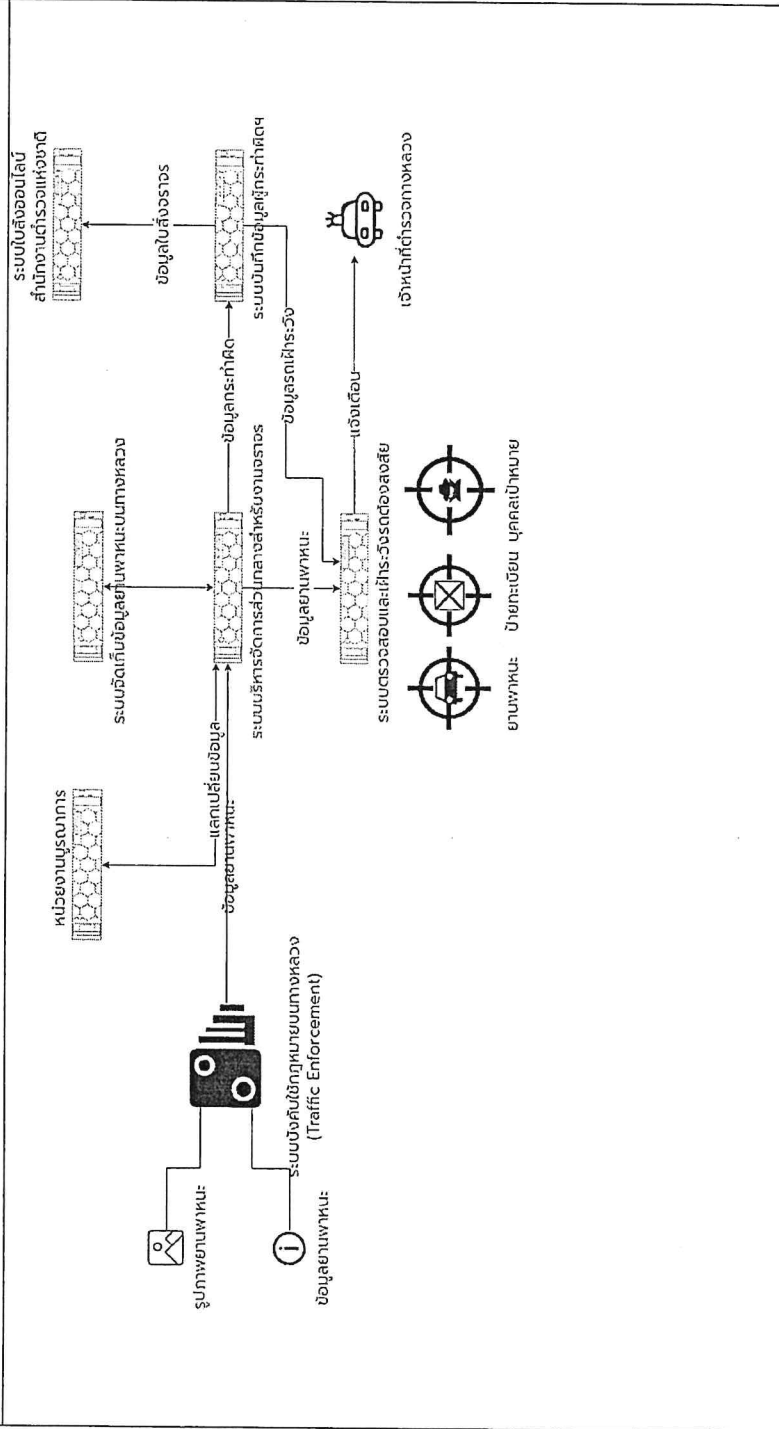 รูปภาพยานพาหนะ
ข้อมูลยานพาหนะ
ระบบบังคับใช้กฎหมายบนทางหลวง
(Traffic Enforcement)
หน่วยงานบูรณาการ
แลกเปลี่ยนข้อมูล
ข้อมูลยานพาหนะ
ระบบจัดเก็บข้อมูลยานพาหนะบนทางหลวง
ระบบบริหารจัดการส่วนกลางสำหรับงานจราจร
ข้อมูลยานพาหนะ
ระบบตรวจสอบและเฝ้าระวังรถต้องสงสัย
ยานพาหนะ ป้ายทะเบียน บุคคลเป้าหมาย
ข้อมูลกระทำผิด
ระบบใบสั่งออนไลน์
สำนักงานตำรวจแห่งชาติ
ข้อมูลใบสั่งจราจร
ระบบบันทึกข้อมูลผู้กระทำผิดฯ
ข้อมูลรถเฝ้าระวัง
แจ้งเตือน
เจ้าหน้าที่ตำรวจทางหลวง